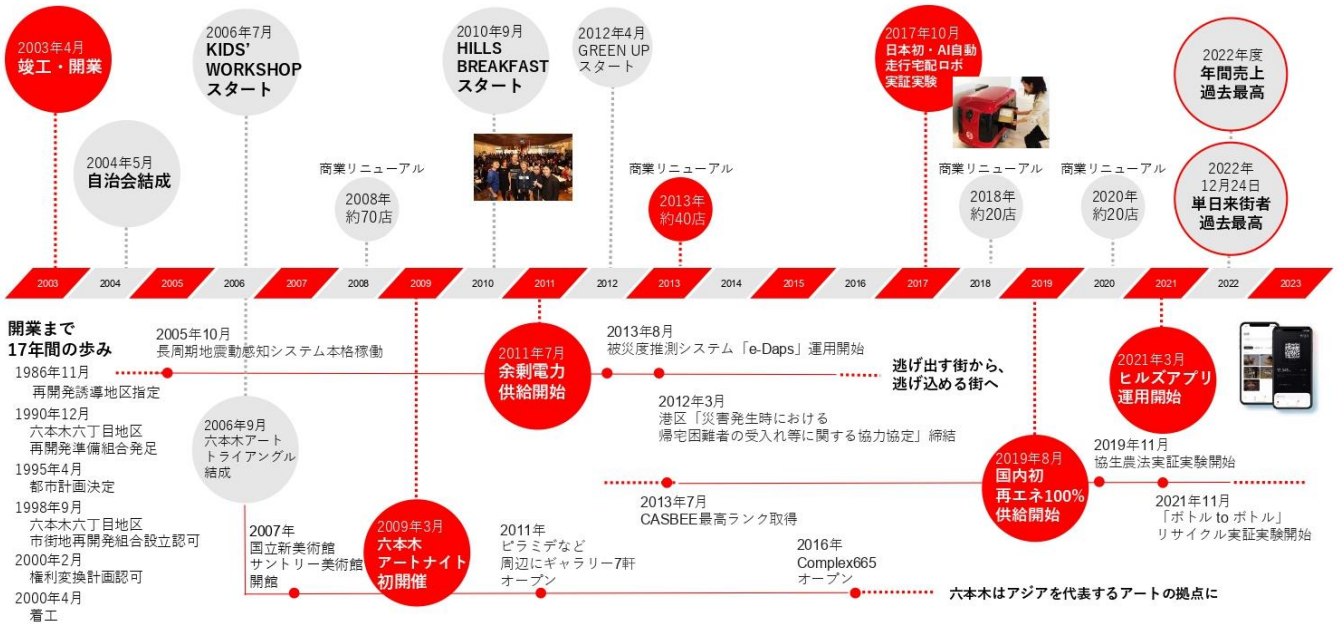 2003年4月
竣工・開業
2004年5月
自治会結成
2006年7月
KIDS’
WORKSHOP
スタート
商業リニューアル
2008年
約70店
2010年9月
HILLS
BREAKFAST
スタート
2012年4月
GREEN UP
スタート
商業リニューアル
2013年
約40店
2017年10月
日本初・AI自動
走行宅配ロボ
実証実験
商業リニューアル
2018年
約20店
商業リニューアル
2020年
約20店
2022年度
年間売上
過去最高
2022年
12月24日
単日来街者
過去最高
2003 2004 2005 2006 2007 2008 2009 2010 2011 2012 2013 2014 2015 2016 2017 2018 2019 2020 2021 2022 2023
開業まで
17年間の歩み
1986年11月
再開発誘導地区指定
1990年12月
六本木六丁目地区
再開発準備組合発足
1995年4月
都市計画決定
1998年9月
六本木六丁目地区
市街地再開発組合設立認可
2000年2月
権利変換計画認可
2000年4月
着工
2005年10月
長周期地震動感知システム本格稼働
2011年7月
余剰電力
供給開始
2013年8月
被災度推測システム「e-Daps」運用開始
2012年3月
港区「災害発生時における
帰宅困難者の受入れ等に関する協力協定」締結
逃げ出す街から、
逃げ込める街へ
2021年3月
ヒルズアプリ
運用開始
2013年7月
CASBEE最高ランク取得
2019年8月
国内初
再エネ100%
供給開始
2019年11月
協生農法実証実験開始
2021年11月
「ボトル to ボトル」
リサイクル実証実験開始
2006年9月
六本木アート
トライアングル
結成
2007年
国立新美術館
サントリー美術館
開館
2009年3月
六本木
アートナイト
初開催
2011年
ピラミデなど
周辺にギャラリー7軒
オープン
2016年
Complex665
オープン
六本木はアジアを代表するアートの拠点に